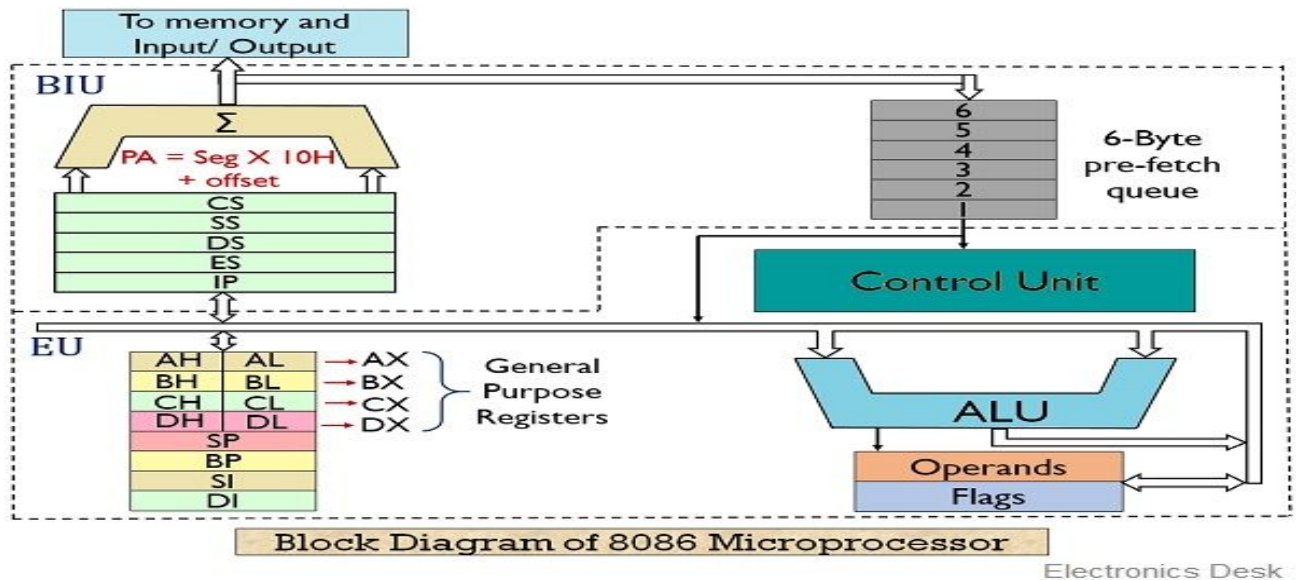 To memory and
Input/ Output
BIU
Σ
PA = Seg X 10H
+ offset
CS
SS
DS
ES
IP
6
5
4
3
2
1
6-Byte
pre-fetch
queue
Control Unit
EU
AH AL AX
BH BL BX
CH CL CX
DH DL DX
SP
BP
SI
DI
General
Purpose
Registers
ALU
Operands
Flags
Block Diagram of 8086 Microprocessor
Electronics Desk